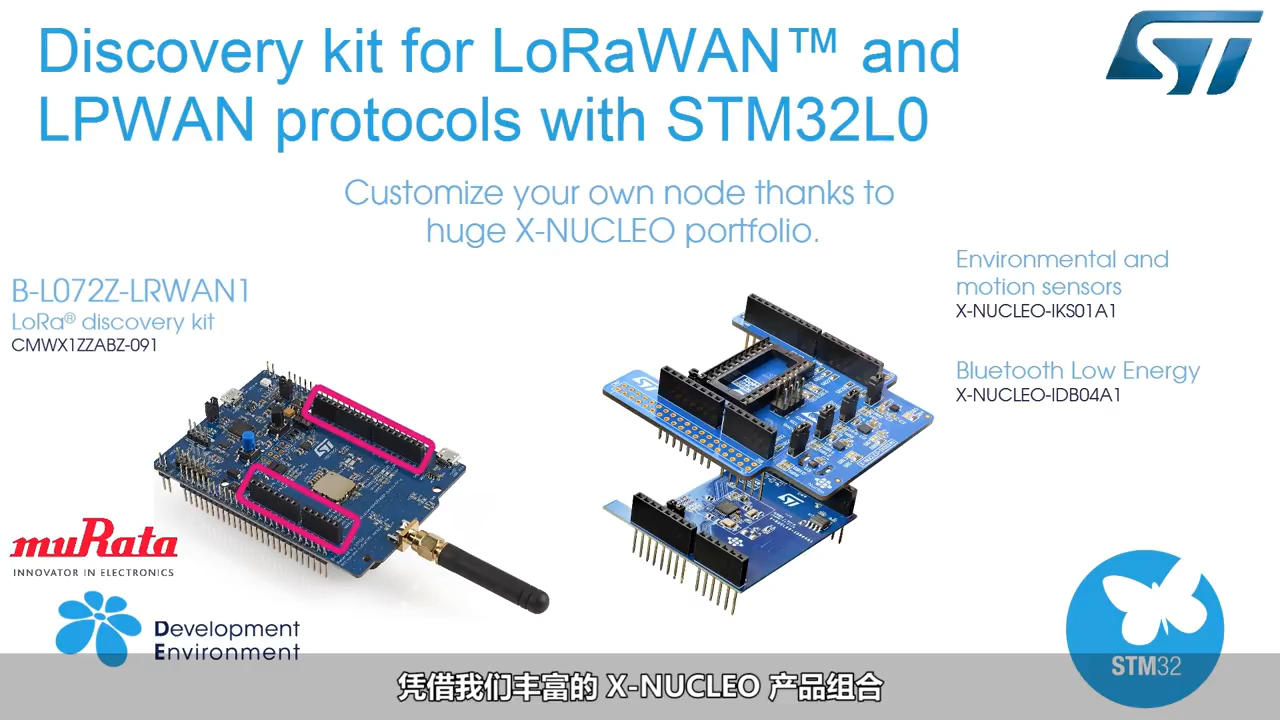 Discovery kit for LoRaWAN™ and
LPWAN protocols with STM32L0
ST
Customize your own node thanks to
huge X-NUCLEO portfolio.
B-L072Z-LRWAN1
LoRa® discovery kit
CMWX1ZZABZ-091
Environmental and
motion sensors
X-NUCLEO-IKS01A1
Bluetooth Low Energy
X-NUCLEO-IDB04A1
muRata
INNOVATOR IN ELECTRONICS
Development
Environment
STM32
凭借我们丰富的 X-NUCLEO 产品组合